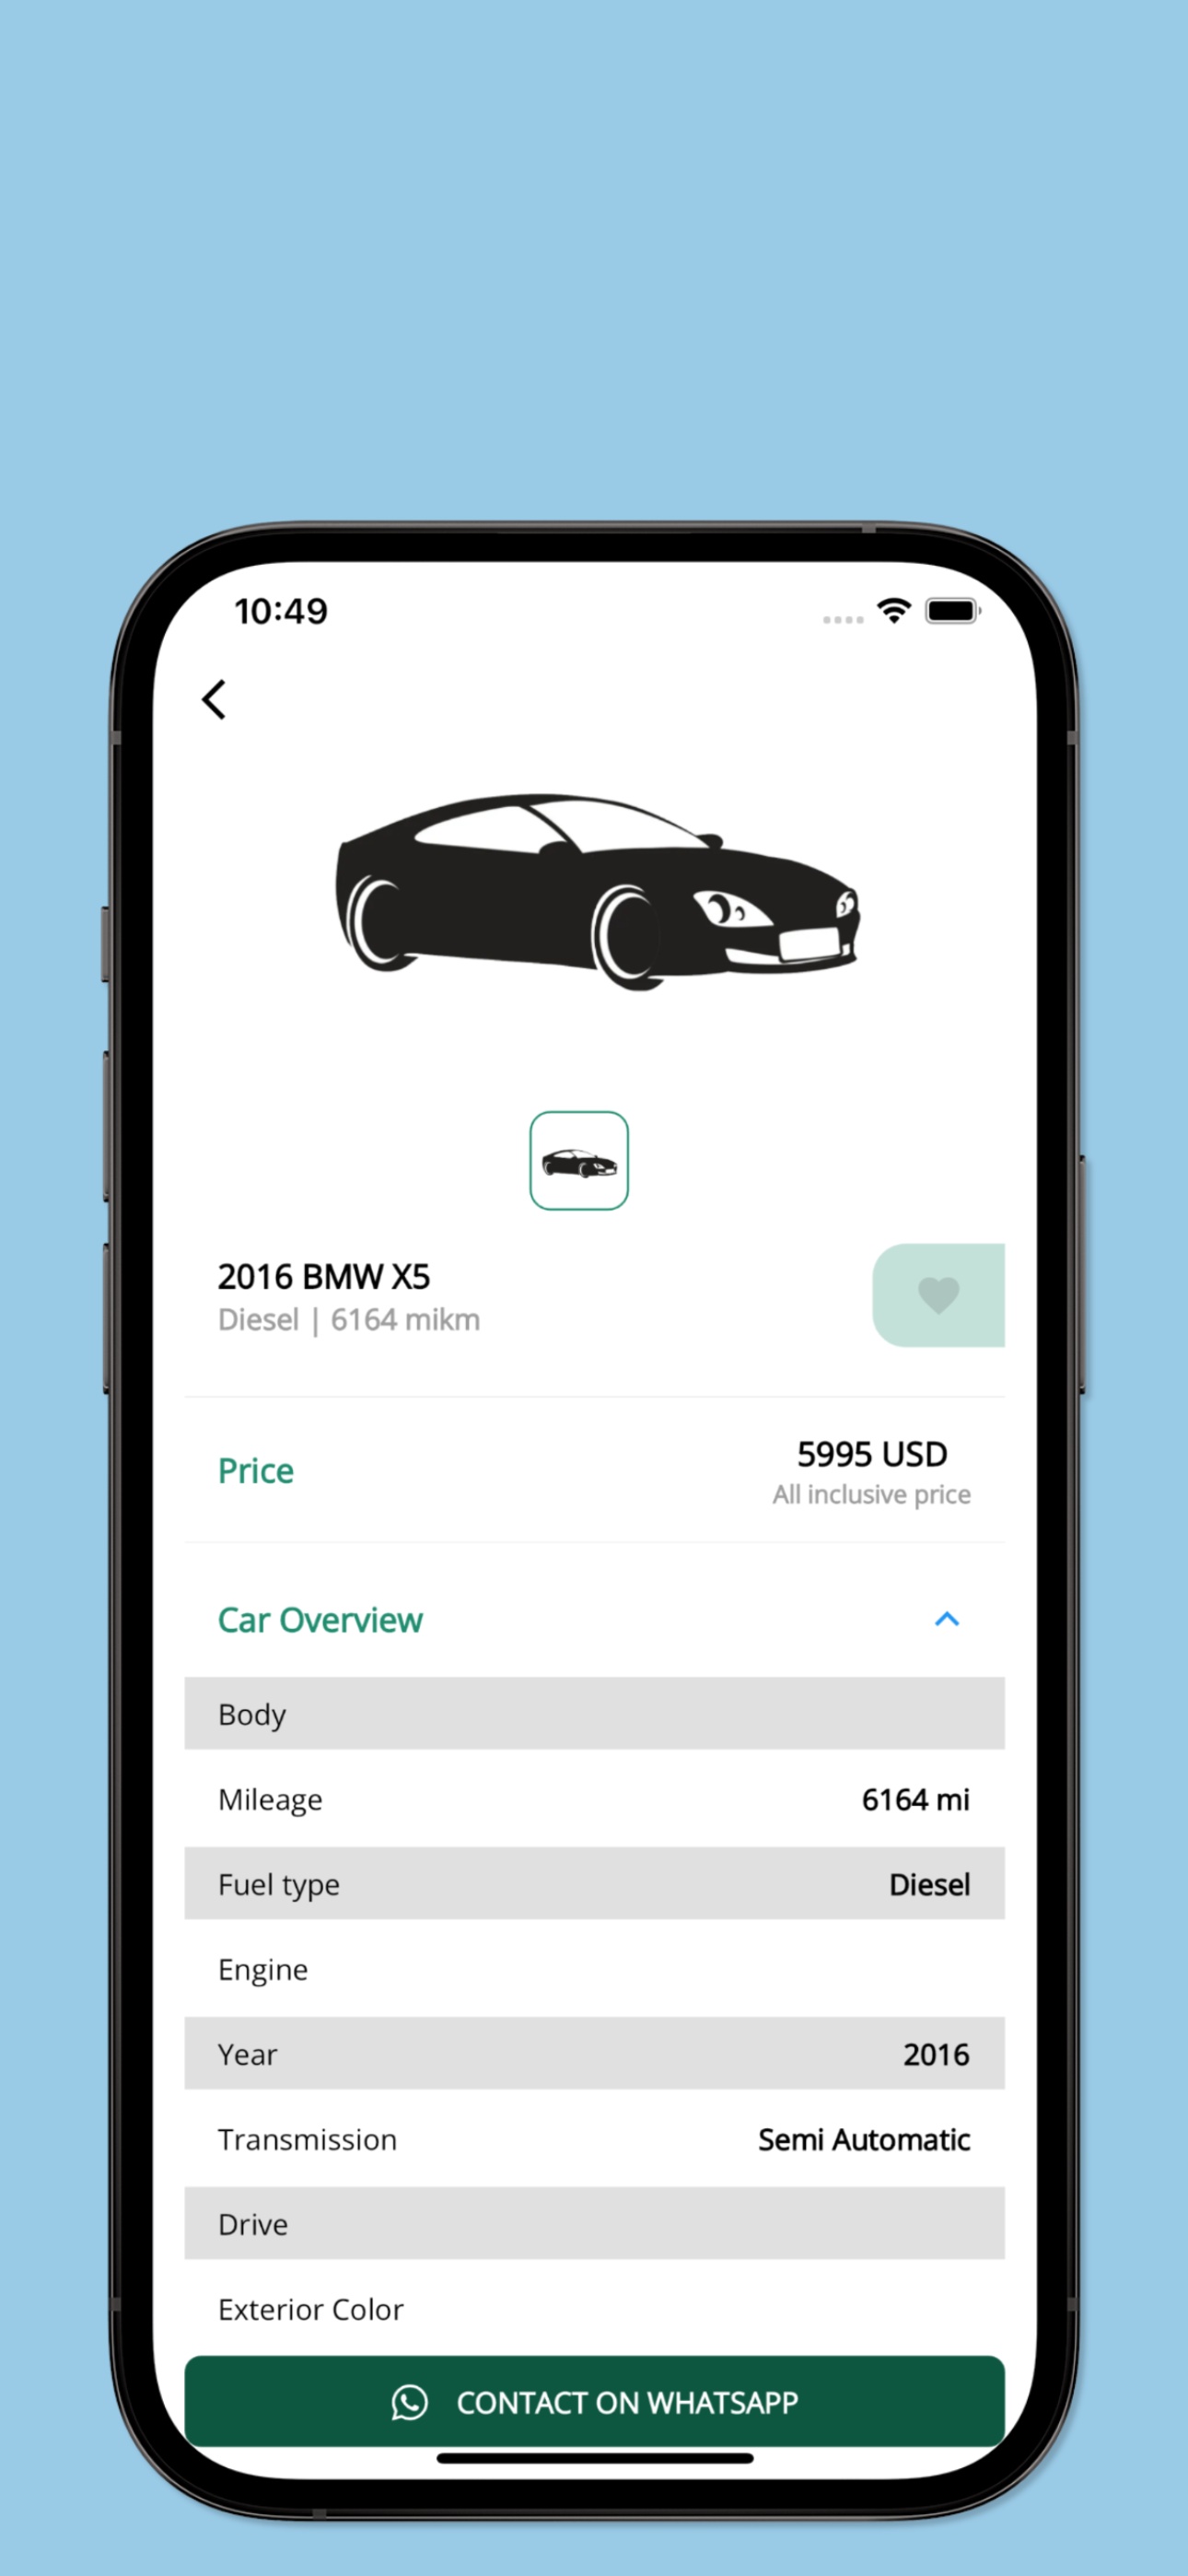 10:49
2016 BMW X5
Diesel | 6164 mikm
Price
5995 USD
All inclusive price
Car Overview
Body
Mileage 6164 mi
Fuel type Diesel
Engine
Year 2016
Transmission Semi Automatic
Drive
Exterior Color
CONTACT ON WHATSAPP